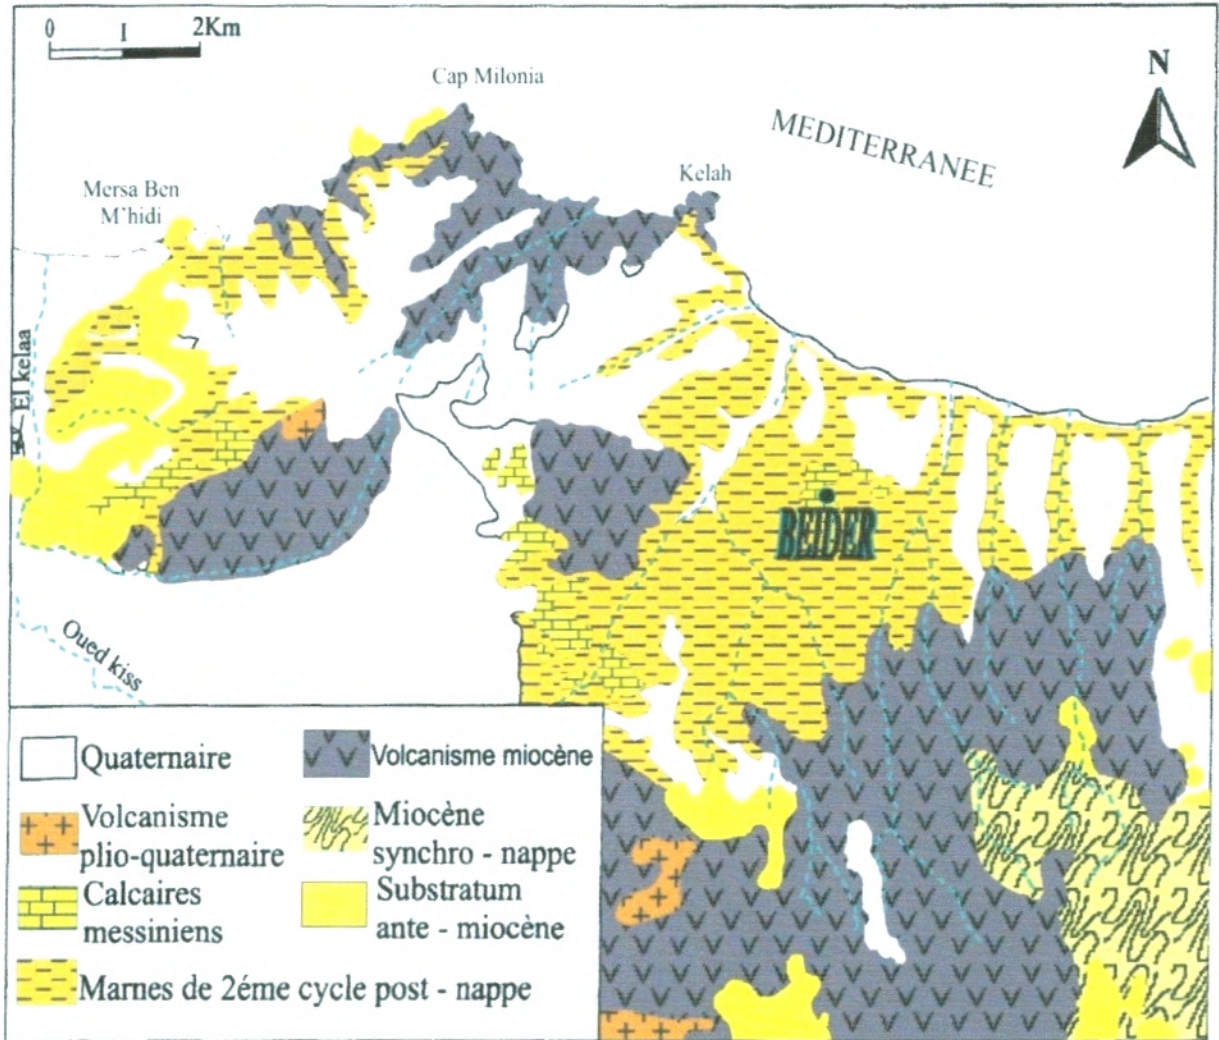 0 1 2Km
Cap Milonia
N
MEDITERRANEE
Kelah
Mersa Ben
M'hidi
El kelaa
BEIDER
Oued kiss
Quaternaire
Volcanisme miocène
Volcanisme
plio-quaternaire
Miocène
synchro - nappe
Calcaires
messiniens
Substratum
ante - miocène
Marnes de 2éme cycle post - nappe